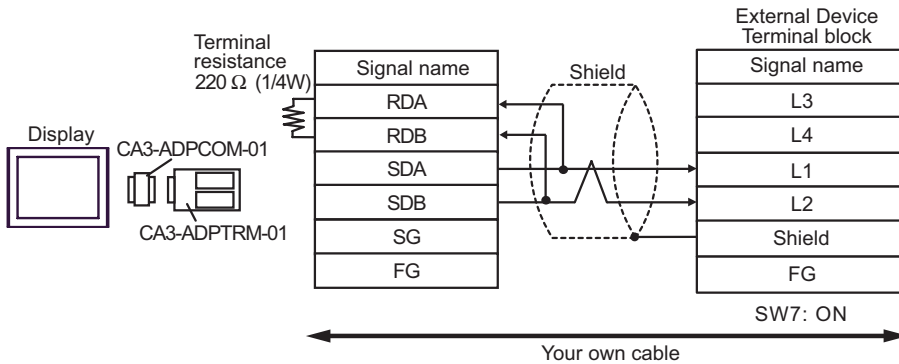 External Device
Terminal block
Terminal
resistance
220 Ω (1/4W)
Signal name
Shield
Signal name
RDA
L3
Display
RDB
L4
CA3-ADPCOM-01
SDA
L1
SDB
L2
CA3-ADPTRM-01
SG
Shield
FG
FG
SW7: ON
Your own cable